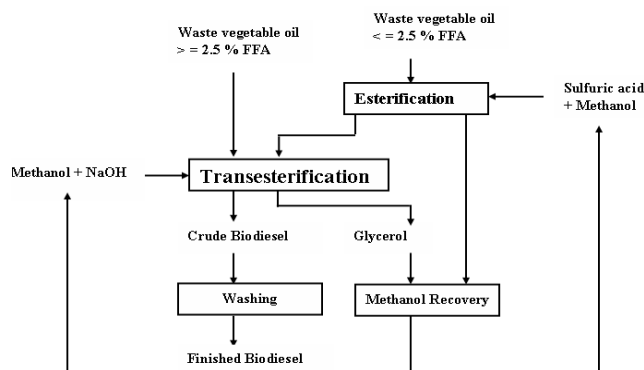 Waste vegetable oil
> = 2.5 % FFA
Waste vegetable oil
< = 2.5 % FFA
Esterification
Sulfuric acid
+ Methanol
Methanol + NaOH
Transesterification
Crude Biodiesel
Glycerol
Washing
Methanol Recovery
Finished Biodiesel